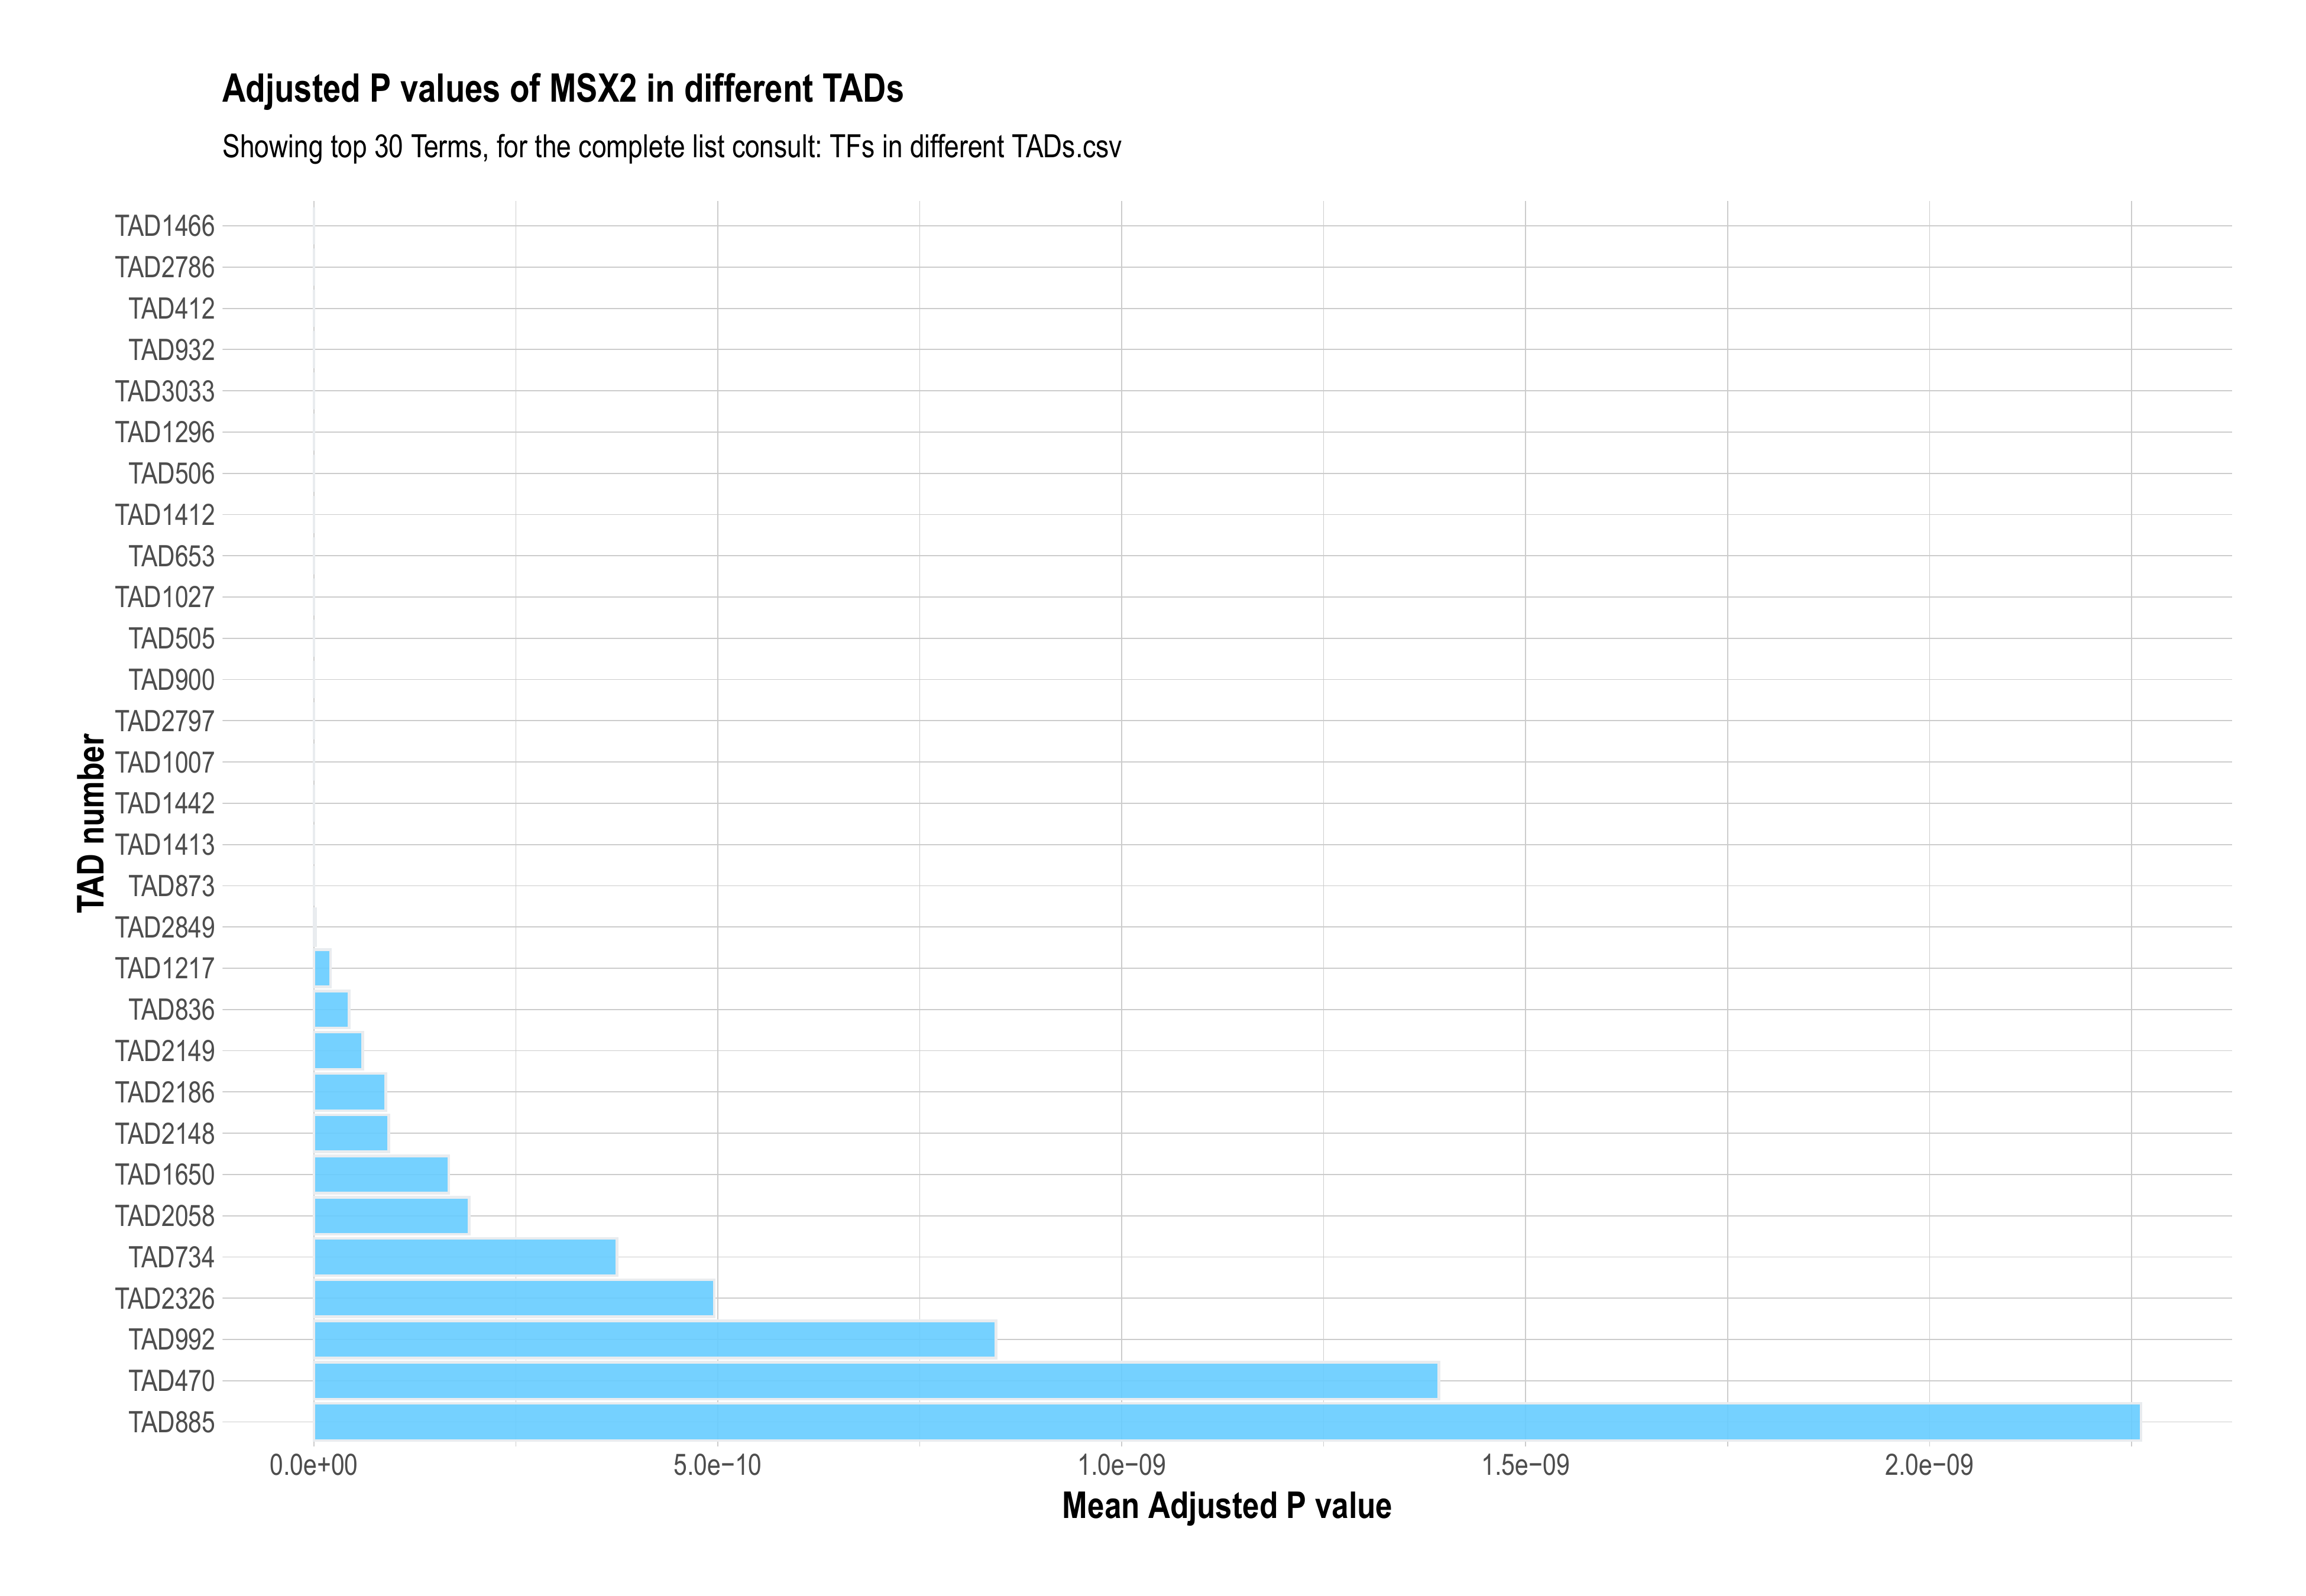 Adjusted P values of MSX2 in different TADs
Showing top 30 Terms, for the complete list consult: TFs in different TADs.csv
TAD number
TAD1466
TAD2786
TAD412
TAD932
TAD3033
TAD1296
TAD506
TAD1412
TAD653
TAD1027
TAD505
TAD900
TAD2797
TAD1007
TAD1442
TAD1413
TAD873
TAD2849
TAD1217
TAD836
TAD2149
TAD2186
TAD2148
TAD1650
TAD2058
TAD734
TAD2326
TAD992
TAD470
TAD885
0.0e+00 5.0e−10 1.0e−09 1.5e−09 2.0e−09
Mean Adjusted P value